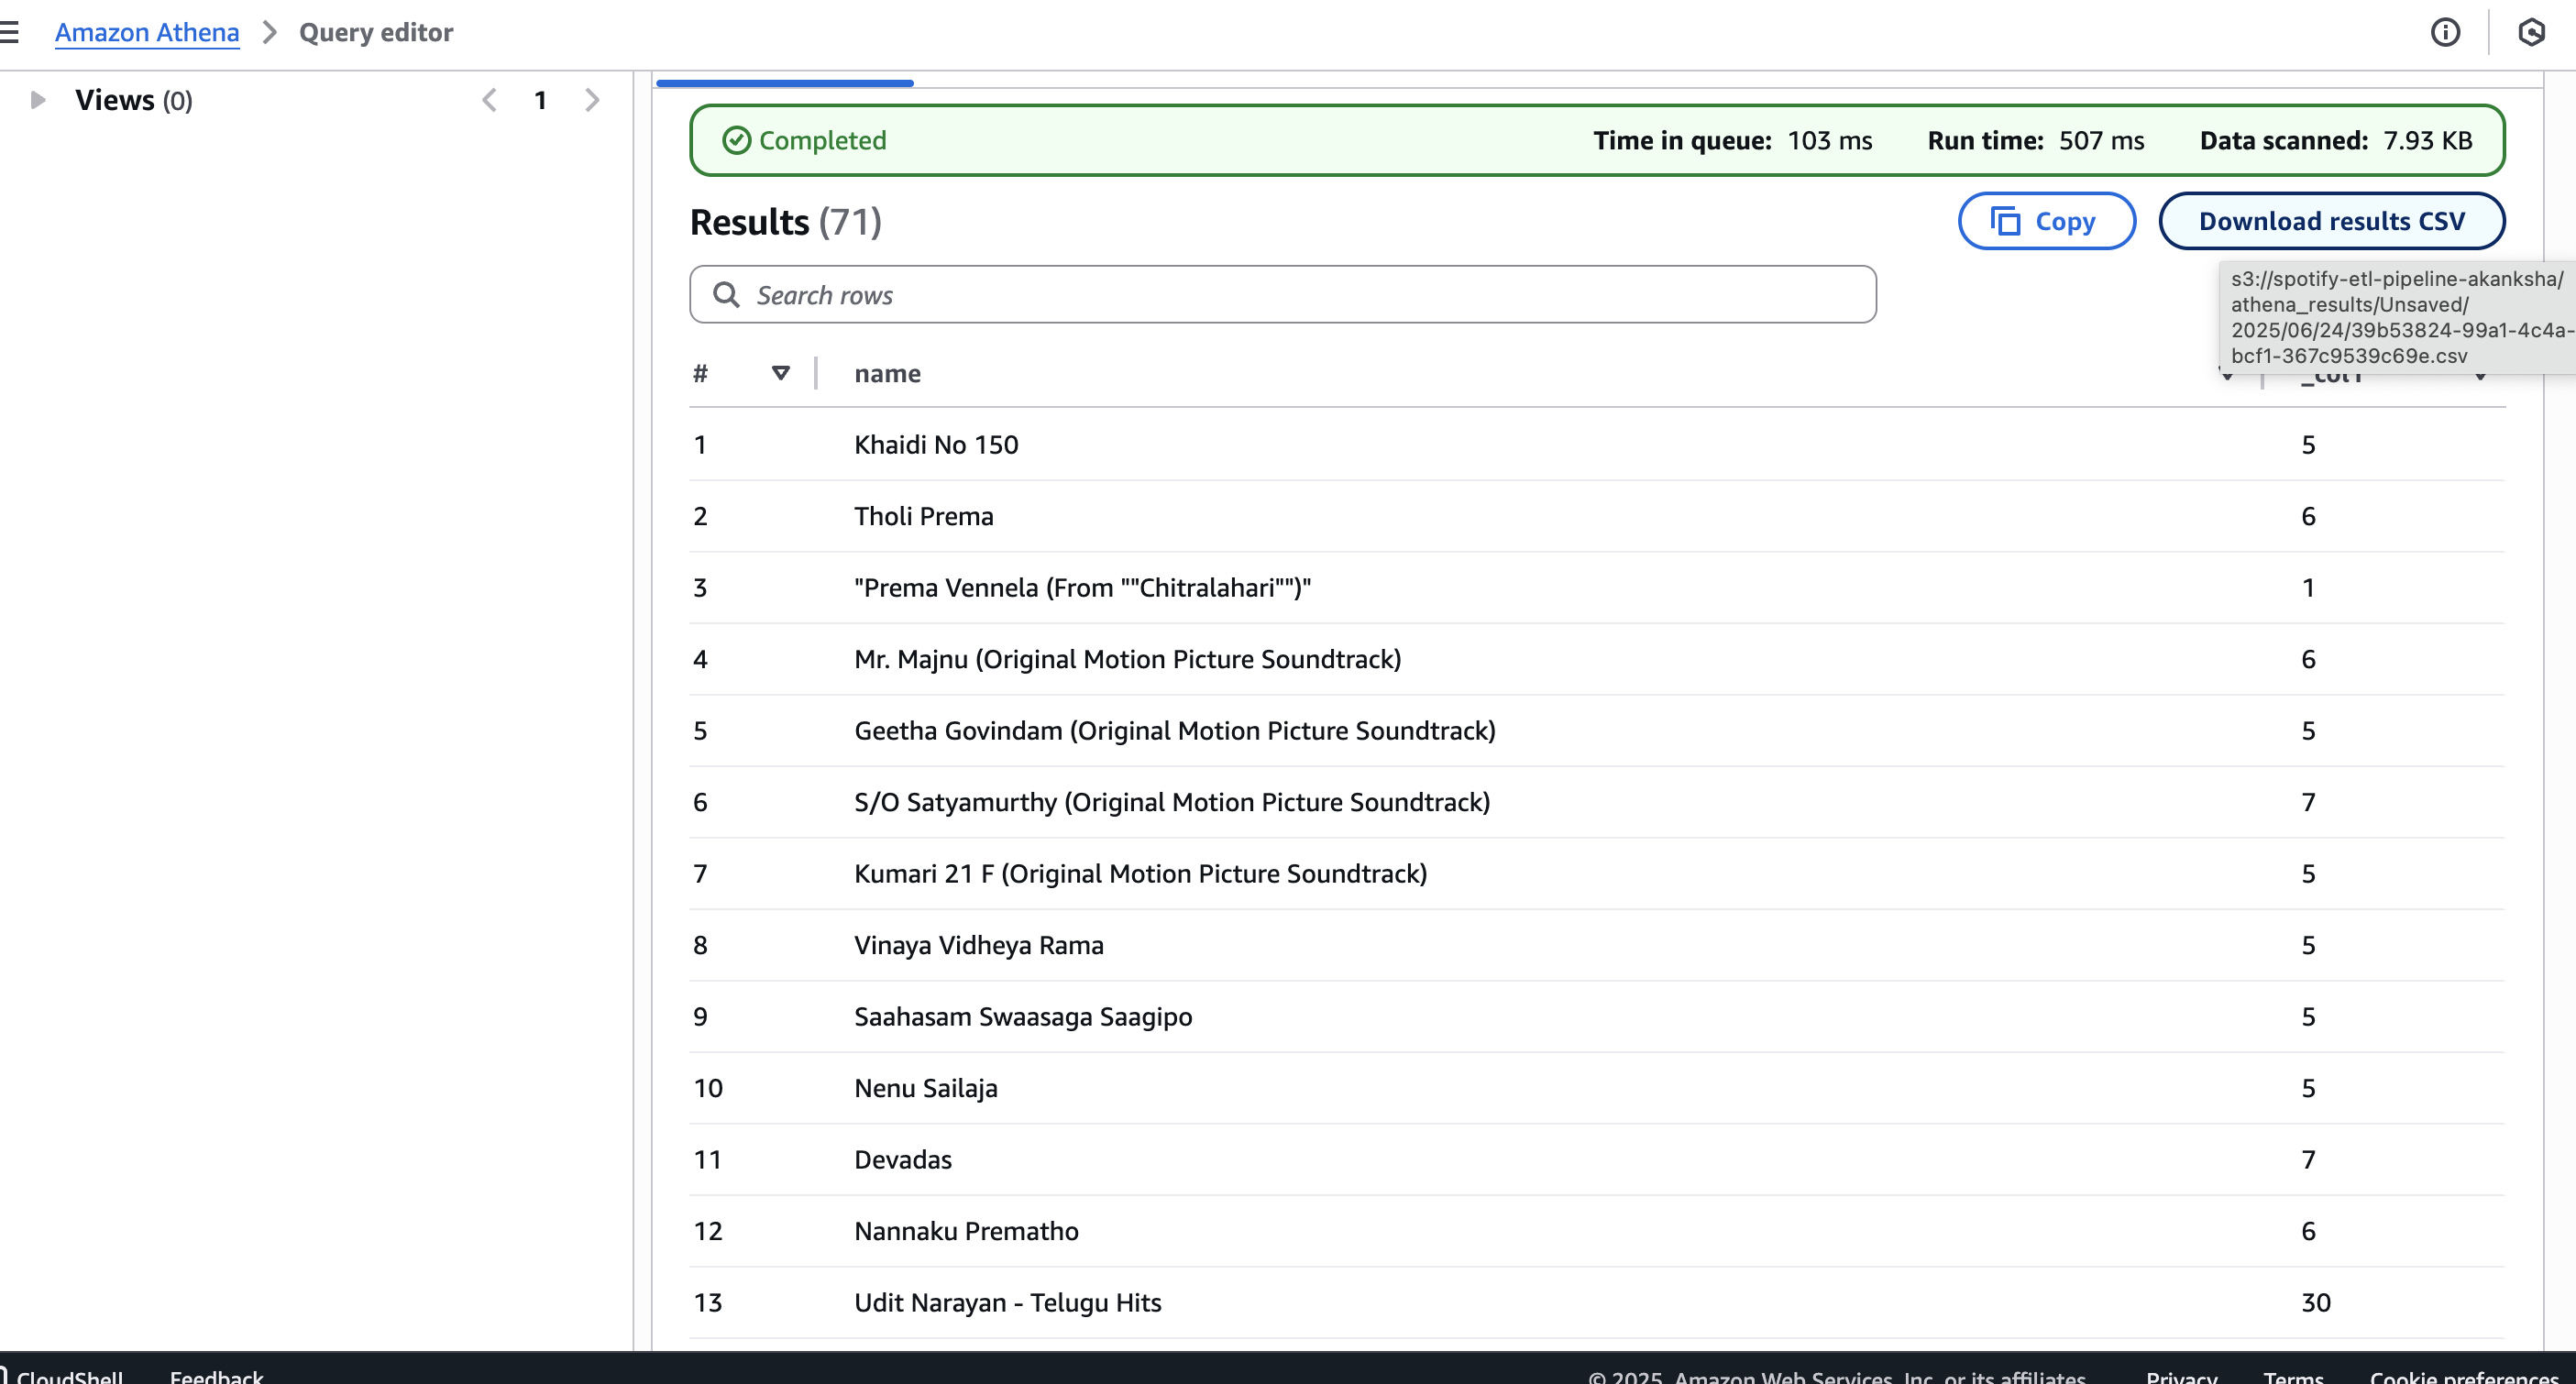 Amazon Athena > Query editor
Views (0) 1
Completed Time in queue: 103 ms Run time: 507 ms Data scanned: 7.93 KB
Results (71) Copy Download results CSV
Search rows
s3://spotify-etl-pipeline-akanksha/
athena_results/Unsaved/
2025/06/24/39b53824-99a1-4c4a-
bcf1-367c9539c69e.csv
# name _col1
1 Khaidi No 150 5
2 Tholi Prema 6
3 "Prema Vennela (From ""Chitralahari"")" 1
4 Mr. Majnu (Original Motion Picture Soundtrack) 6
5 Geetha Govindam (Original Motion Picture Soundtrack) 5
6 S/O Satyamurthy (Original Motion Picture Soundtrack) 7
7 Kumari 21 F (Original Motion Picture Soundtrack) 5
8 Vinaya Vidheya Rama 5
9 Saahasam Swaasaga Saagipo 5
10 Nenu Sailaja 5
11 Devadas 7
12 Nannaku Prematho 6
13 Udit Narayan - Telugu Hits 30
CloudShell Feedback © 2025, Amazon Web Services, Inc. or its affiliates. Privacy Terms Cookie preferences